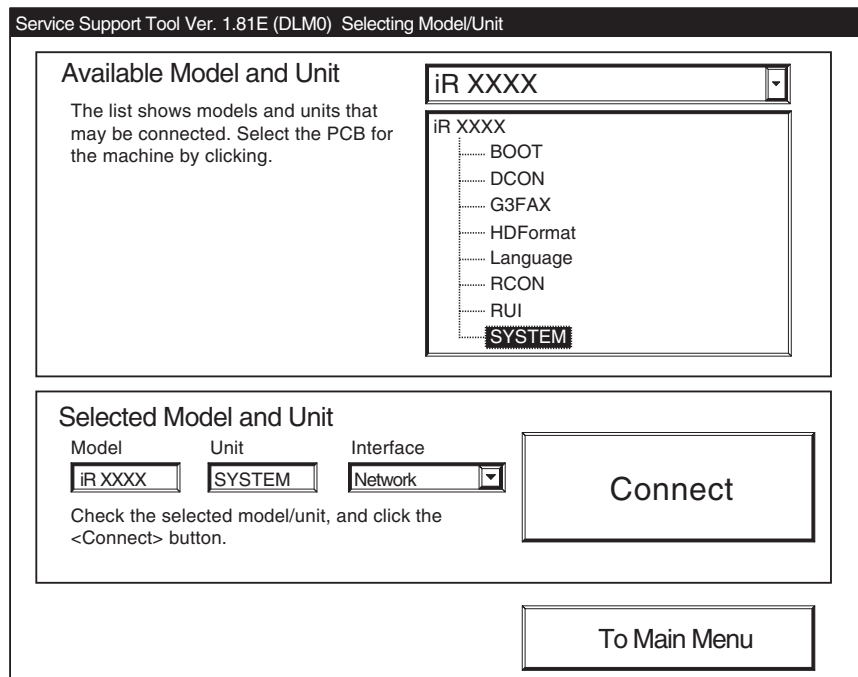 Service Support Tool Ver. 1.81E (DLM0)  Selecting Model/Unit
Available Model and Unit
The list shows models and units that
may be connected. Select the PCB for
the machine by clicking.
iR XXXX
iR XXXX
BOOT
DCON
G3FAX
HDFormat
Language
RCON
RUI
SYSTEM
Selected Model and Unit
Model Unit Interface
iR XXXX SYSTEM Network
Check the selected model/unit, and click the
<Connect> button.
Connect
To Main Menu